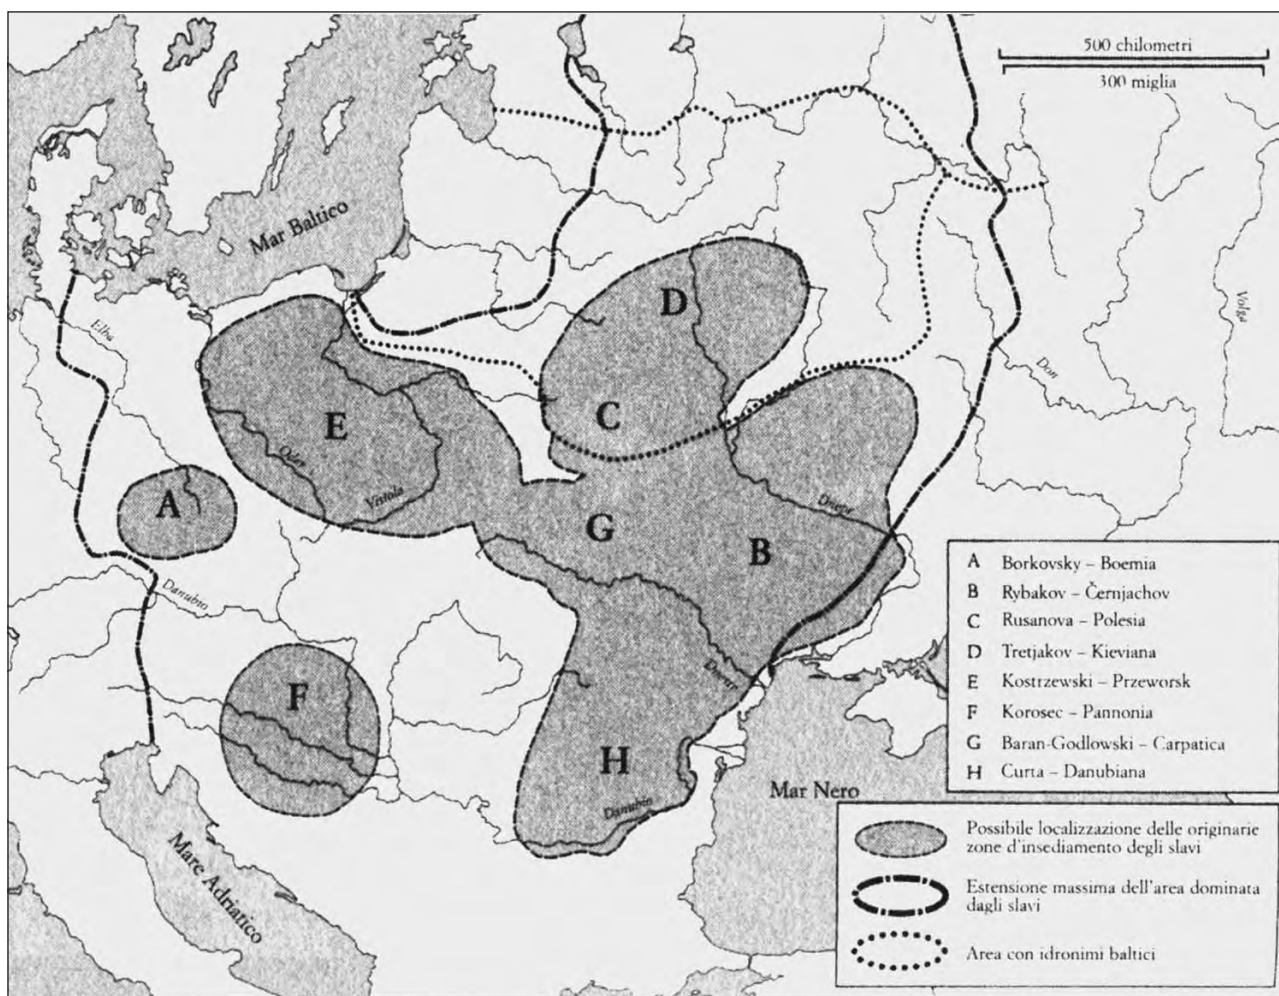 500 chilometri
300 miglia
Mar Baltico
Elba
Volga
Don
D
C
E
Oder
Vistola
A
G
B
Dnepr
Danubio
F
Dnestr
H
Danubio
Mar Nero
Mare Adriatico
A Borkovsky – Boemia
B Rybakov – Černjachov
C Rusanova – Polesia
D Tretjakov – Kieviana
E Kostrzewski – Przeworsk
F Korosec – Pannonia
G Baran-Godlowski – Carpatica
H Curta – Danubiana
Possibile localizzazione delle originarie
zone d'insediamento degli slavi
Estensione massima dell'area dominata
dagli slavi
Area con idronimi baltici